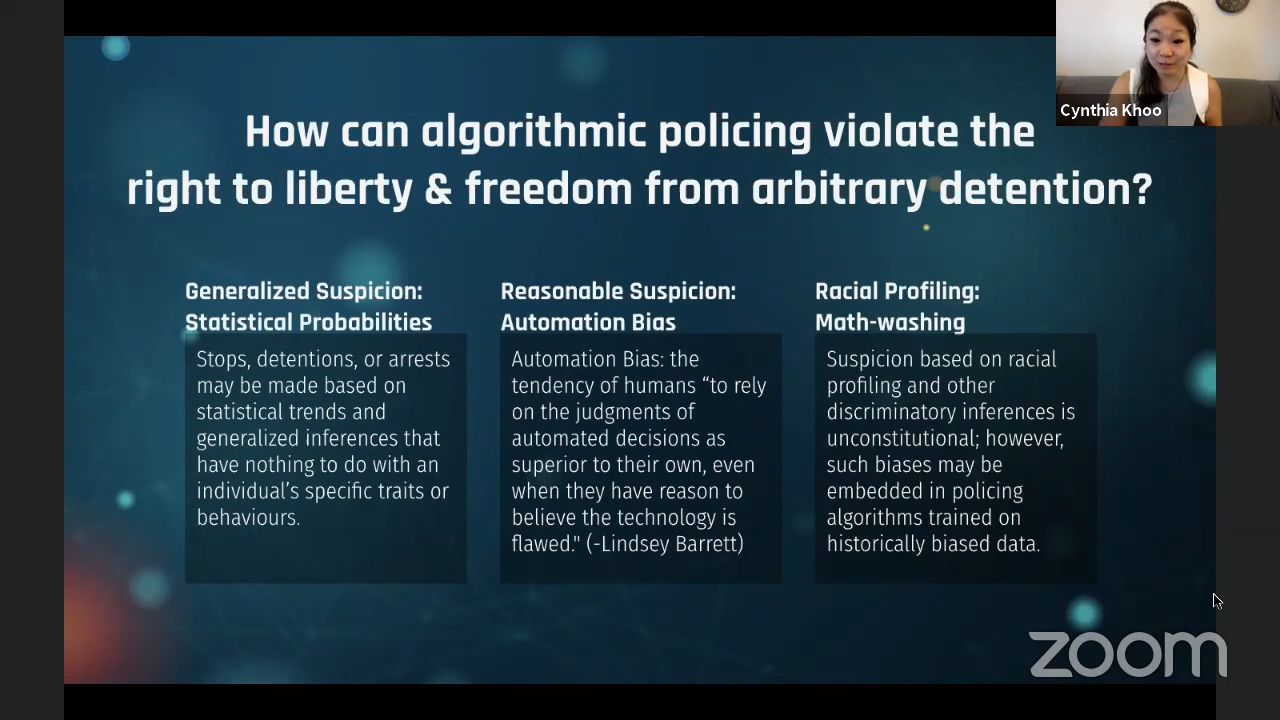 Cynthia Khoo
How can algorithmic policing violate the
right to liberty & freedom from arbitrary detention?
Generalized Suspicion:
Statistical Probabilities
Stops, detentions, or arrests
may be made based on
statistical trends and
generalized inferences that
have nothing to do with an
individual’s specific traits or
behaviours.
Reasonable Suspicion:
Automation Bias
Automation Bias: the
tendency of humans “to rely
on the judgments of
automated decisions as
superior to their own, even
when they have reason to
believe the technology is
flawed." (-Lindsey Barrett)
Racial Profiling:
Math-washing
Suspicion based on racial
profiling and other
discriminatory inferences is
unconstitutional; however,
such biases may be
embedded in policing
algorithms trained on
historically biased data.
zoom